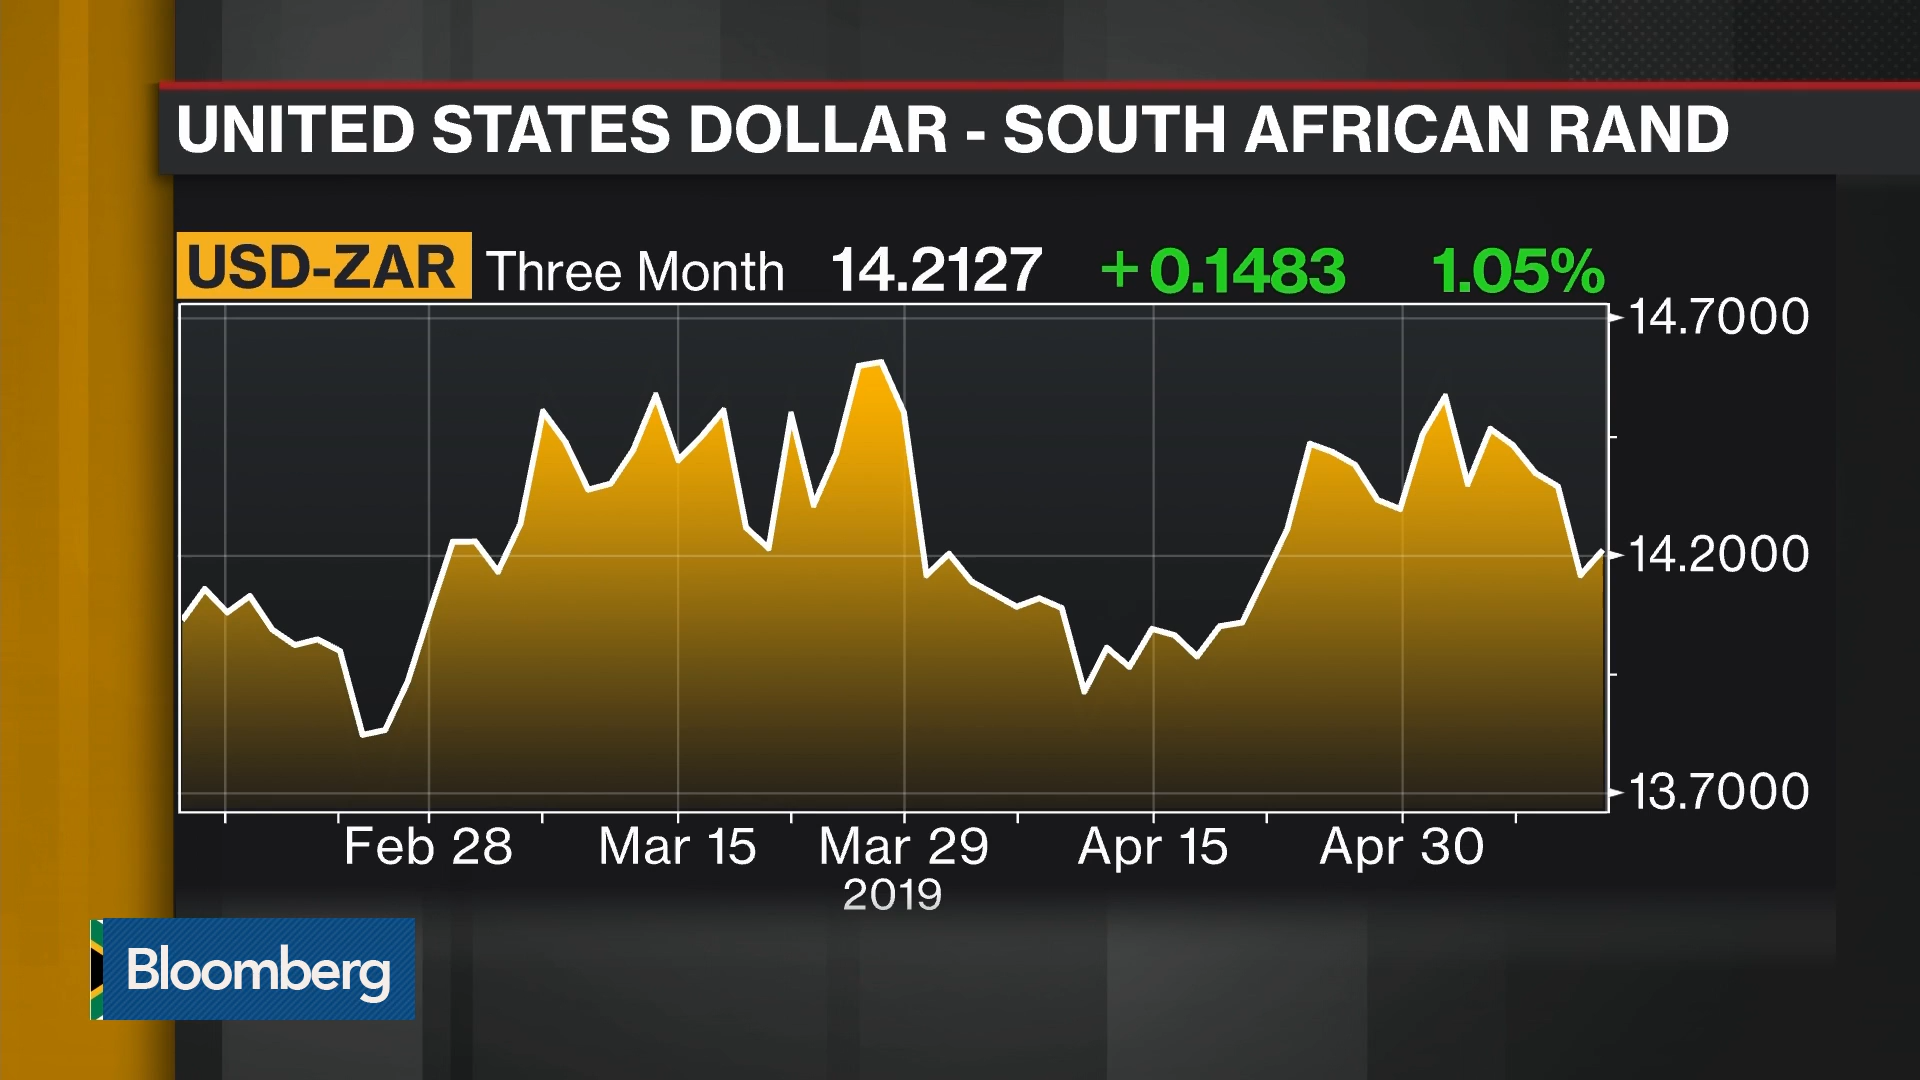 UNITED STATES DOLLAR - SOUTH AFRICAN RAND
USD-ZAR Three Month 14.2127 +0.1483 1.05%
14.7000
14.2000
13.7000
Feb 28 Mar 15 Mar 29 Apr 15 Apr 30
2019
Bloomberg